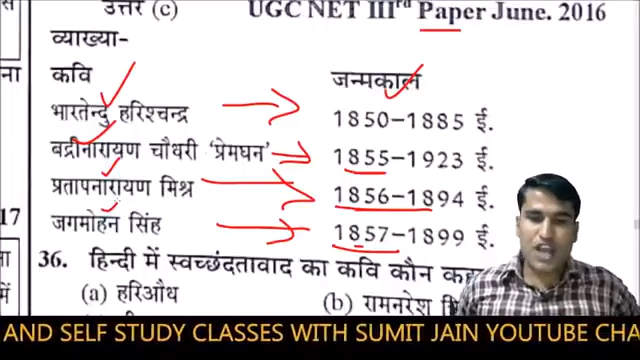 उत्तर (c) UGC NET IIIrd Paper June. 2016
व्याख्या-
कवि जन्मकाल
भारतेन्दु हरिश्चन्द्र 1850–1885 ई.
बद्रीनारायण चौधरी 'प्रेमघन' 1855–1923 ई.
प्रतापनारायण मिश्र 1856–1894 ई.
जगमोहन सिंह 1857–1899 ई.
36. हिन्दी में स्वच्छंदतावाद का कवि कौन
(a) हरिऔध (b) रामनरेश
AND SELF STUDY CLASSES WITH SUMIT JAIN YOUTUBE CHA
ना
17
में